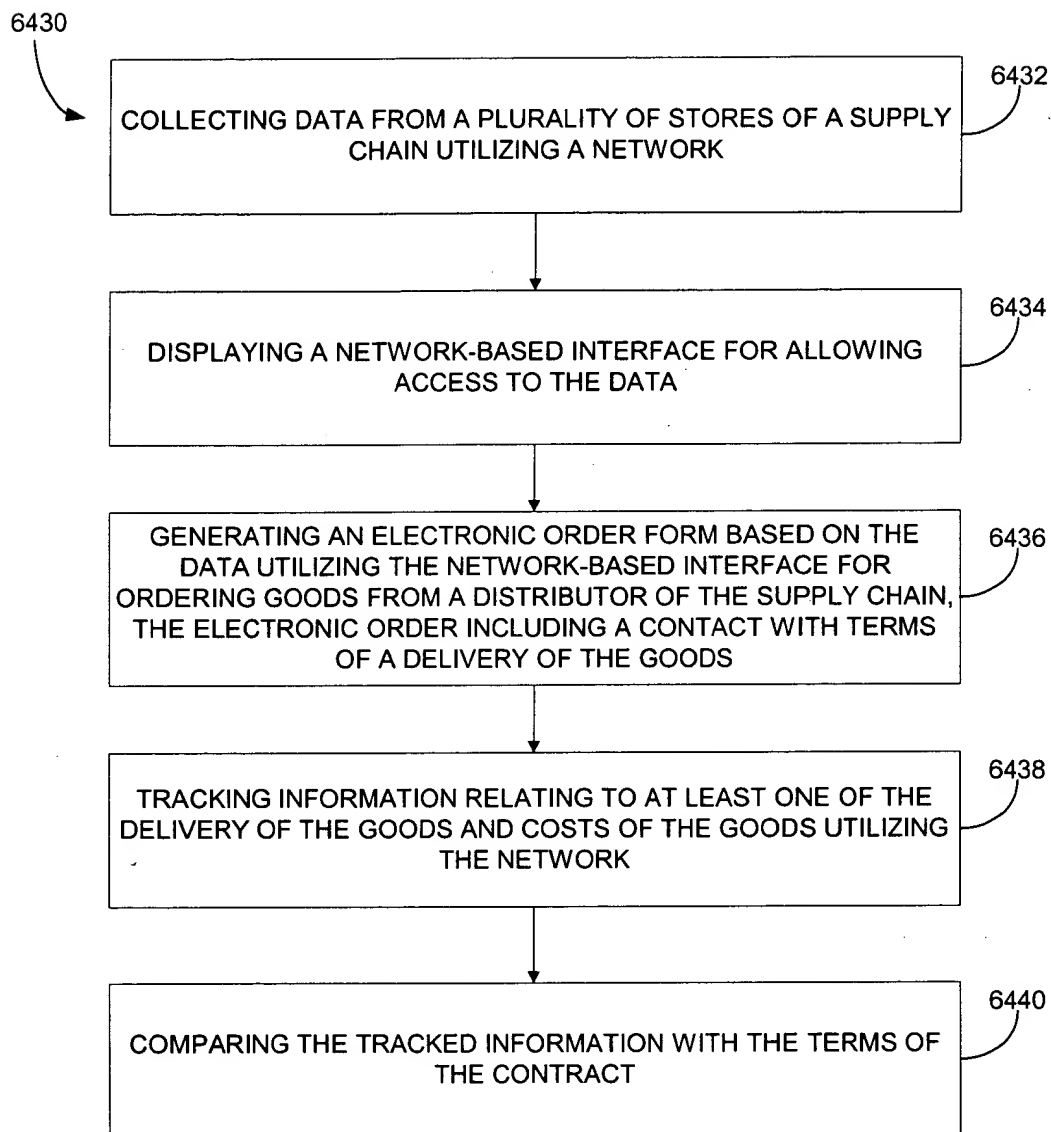 6430
6432
COLLECTING DATA FROM A PLURALITY OF STORES OF A SUPPLY
CHAIN UTILIZING A NETWORK
6434
DISPLAYING A NETWORK-BASED INTERFACE FOR ALLOWING
ACCESS TO THE DATA
6436
GENERATING AN ELECTRONIC ORDER FORM BASED ON THE
DATA UTILIZING THE NETWORK-BASED INTERFACE FOR
ORDERING GOODS FROM A DISTRIBUTOR OF THE SUPPLY CHAIN,
THE ELECTRONIC ORDER INCLUDING A CONTACT WITH TERMS
OF A DELIVERY OF THE GOODS
6438
TRACKING INFORMATION RELATING TO AT LEAST ONE OF THE
DELIVERY OF THE GOODS AND COSTS OF THE GOODS UTILIZING
THE NETWORK
6440
COMPARING THE TRACKED INFORMATION WITH THE TERMS OF
THE CONTRACT